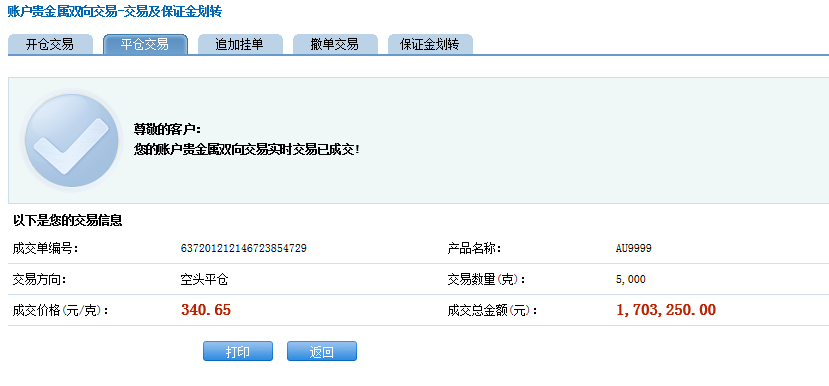 账户贵金属双向交易-交易及保证金划转
开仓交易 平仓交易 追加挂单 撤单交易 保证金划转
尊敬的客户：
您的账户贵金属双向交易实时交易已成交！
以下是您的交易信息
成交单编号： 637201212146723854729 产品名称： AU9999
交易方向： 空头平仓 交易数量(克)： 5,000
成交价格(元/克)： 340.65 成交总金额(元)： 1,703,250.00
打印 返回